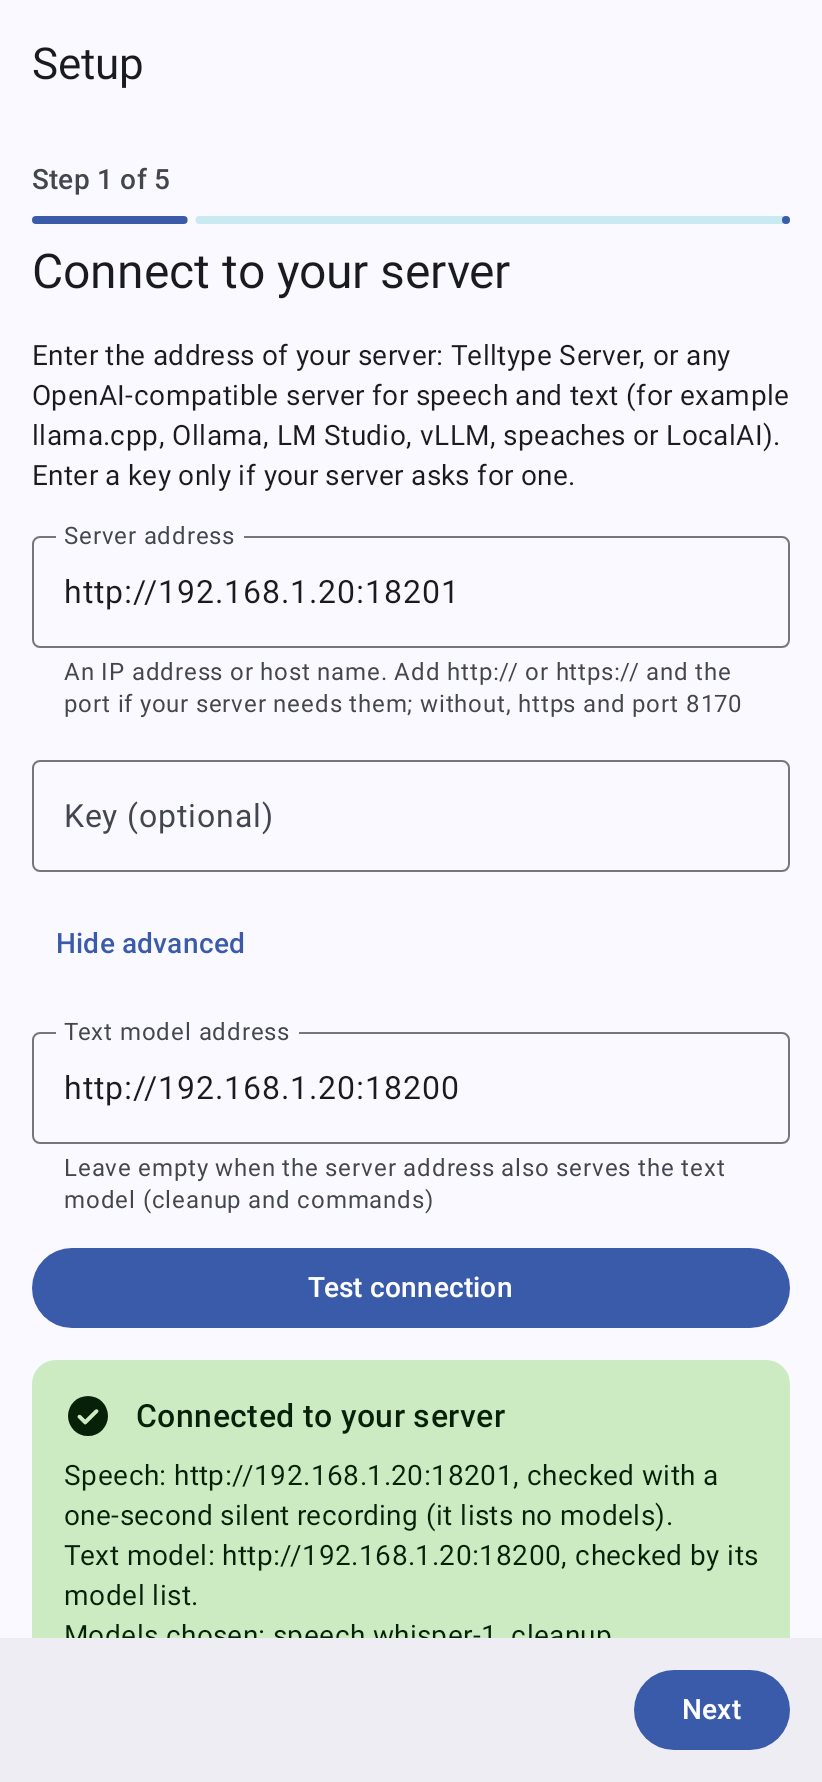 Setup
Step 1 of 5
Connect to your server
Enter the address of your server: Telltype Server, or any
OpenAI-compatible server for speech and text (for example
llama.cpp, Ollama, LM Studio, vLLM, speaches or LocalAI).
Enter a key only if your server asks for one.
Server address
http://192.168.1.20:18201
An IP address or host name. Add http:// or https:// and the
port if your server needs them; without, https and port 8170
Key (optional)
Hide advanced
Text model address
http://192.168.1.20:18200
Leave empty when the server address also serves the text
model (cleanup and commands)
Test connection
Connected to your server
Speech: http://192.168.1.20:18201, checked with a
one-second silent recording (it lists no models).
Text model: http://192.168.1.20:18200, checked by its
model list.
Models chosen: speech whisper-1, cleanup
Next